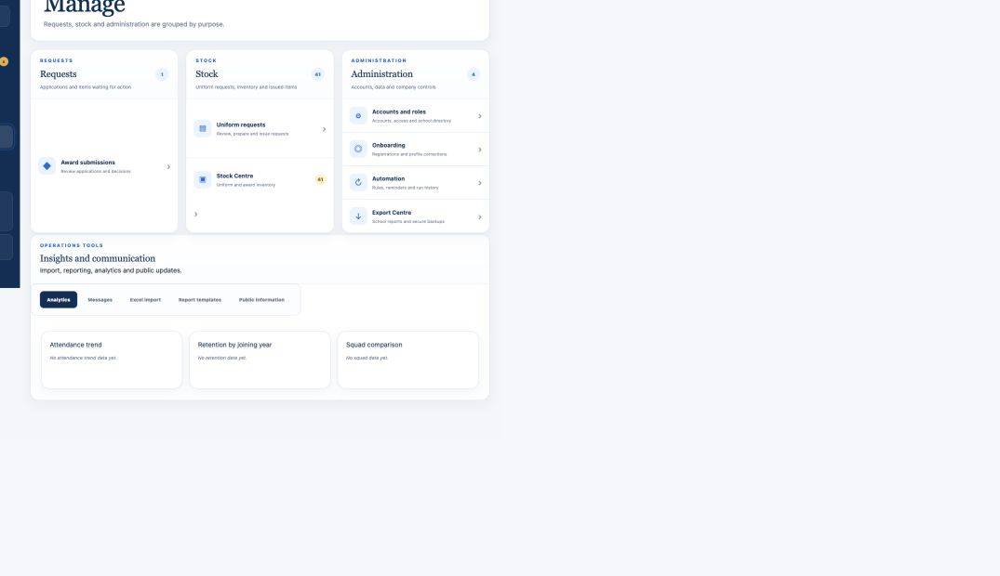 Manage
Requests, stock and administration are grouped by purpose.
REQUESTS
Requests
1
Applications and items waiting for action
Award submissions
Review applications and decisions
STOCK
Stock
41
Uniform requests, inventory and issued items
Uniform requests
Review, prepare and issue requests
Stock Centre
41
Uniform and award inventory
ADMINISTRATION
Administration
4
Accounts, data and company controls
Accounts and roles
Accounts, access and school directory
Onboarding
Registrations and profile corrections
Automation
Rules, reminders and run history
Export Centre
School reports and secure backups
OPERATIONS TOOLS
Insights and communication
Import, reporting, analytics and public updates.
Analytics Messages Excel import Report templates Public information
Attendance trend
No attendance trend data yet.
Retention by joining year
No retention data yet.
Squad comparison
No squad data yet.